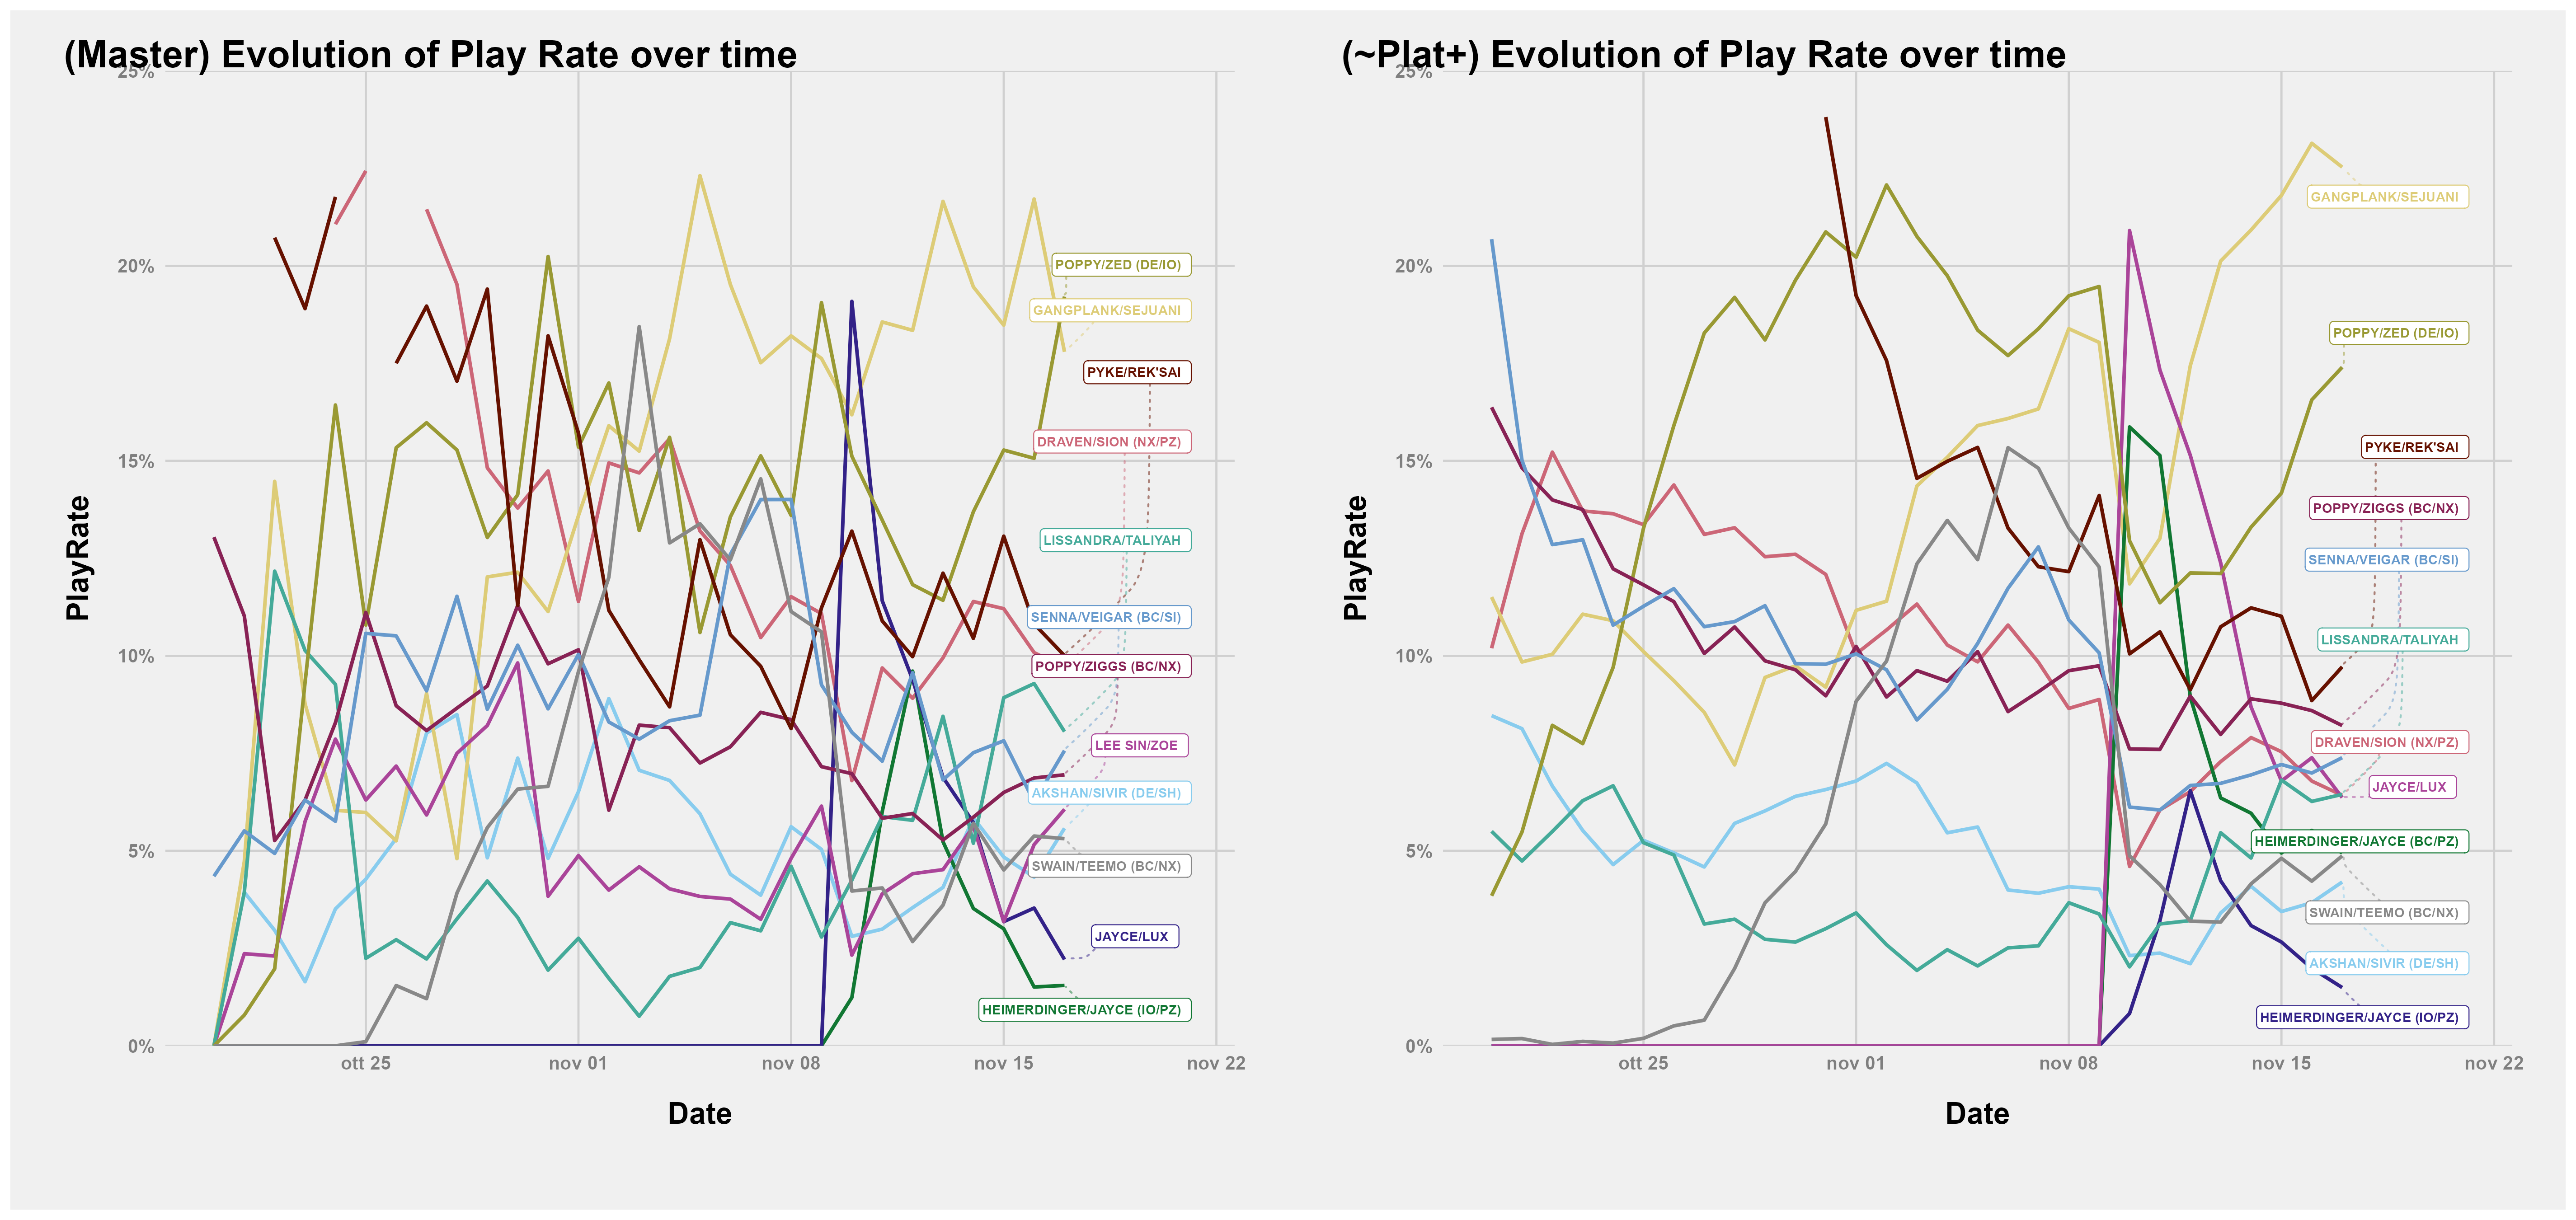 (Master) Evolution of Play Rate over time
25%
20%
15%
10%
5%
0%
PlayRate
POPPY/ZED (DE/IO)
GANGPLANK/SEJUANI
PYKE/REK'SAI
DRAVEN/SION (NX/PZ)
LISSANDRA/TALIYAH
SENNA/VEIGAR (BC/SI)
POPPY/ZIGGS (BC/NX)
LEE SIN/ZOE
AKSHAN/SIVIR (DE/SH)
SWAIN/TEEMO (BC/NX)
JAYCE/LUX
HEIMERDINGER/JAYCE (IO/PZ)
ott 25
nov 01
nov 08
nov 15
nov 22
Date
(~Plat+) Evolution of Play Rate over time
25%
20%
15%
10%
5%
0%
PlayRate
GANGPLANK/SEJUANI
POPPY/ZED (DE/IO)
PYKE/REK'SAI
POPPY/ZIGGS (BC/NX)
SENNA/VEIGAR (BC/SI)
LISSANDRA/TALIYAH
DRAVEN/SION (NX/PZ)
JAYCE/LUX
HEIMERDINGER/JAYCE (BC/PZ)
SWAIN/TEEMO (BC/NX)
AKSHAN/SIVIR (DE/SH)
HEIMERDINGER/JAYCE (IO/PZ)
ott 25
nov 01
nov 08
nov 15
nov 22
Date